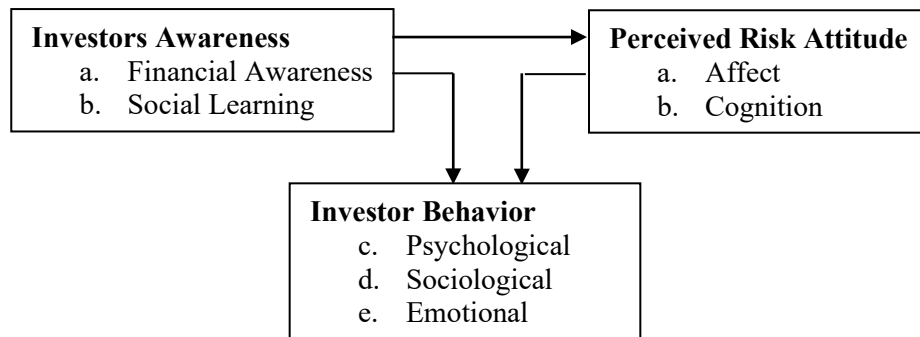 Investors Awareness
a. Financial Awareness
b. Social Learning
Perceived Risk Attitude
a. Affect
b. Cognition
Investor Behavior
c. Psychological
d. Sociological
e. Emotional